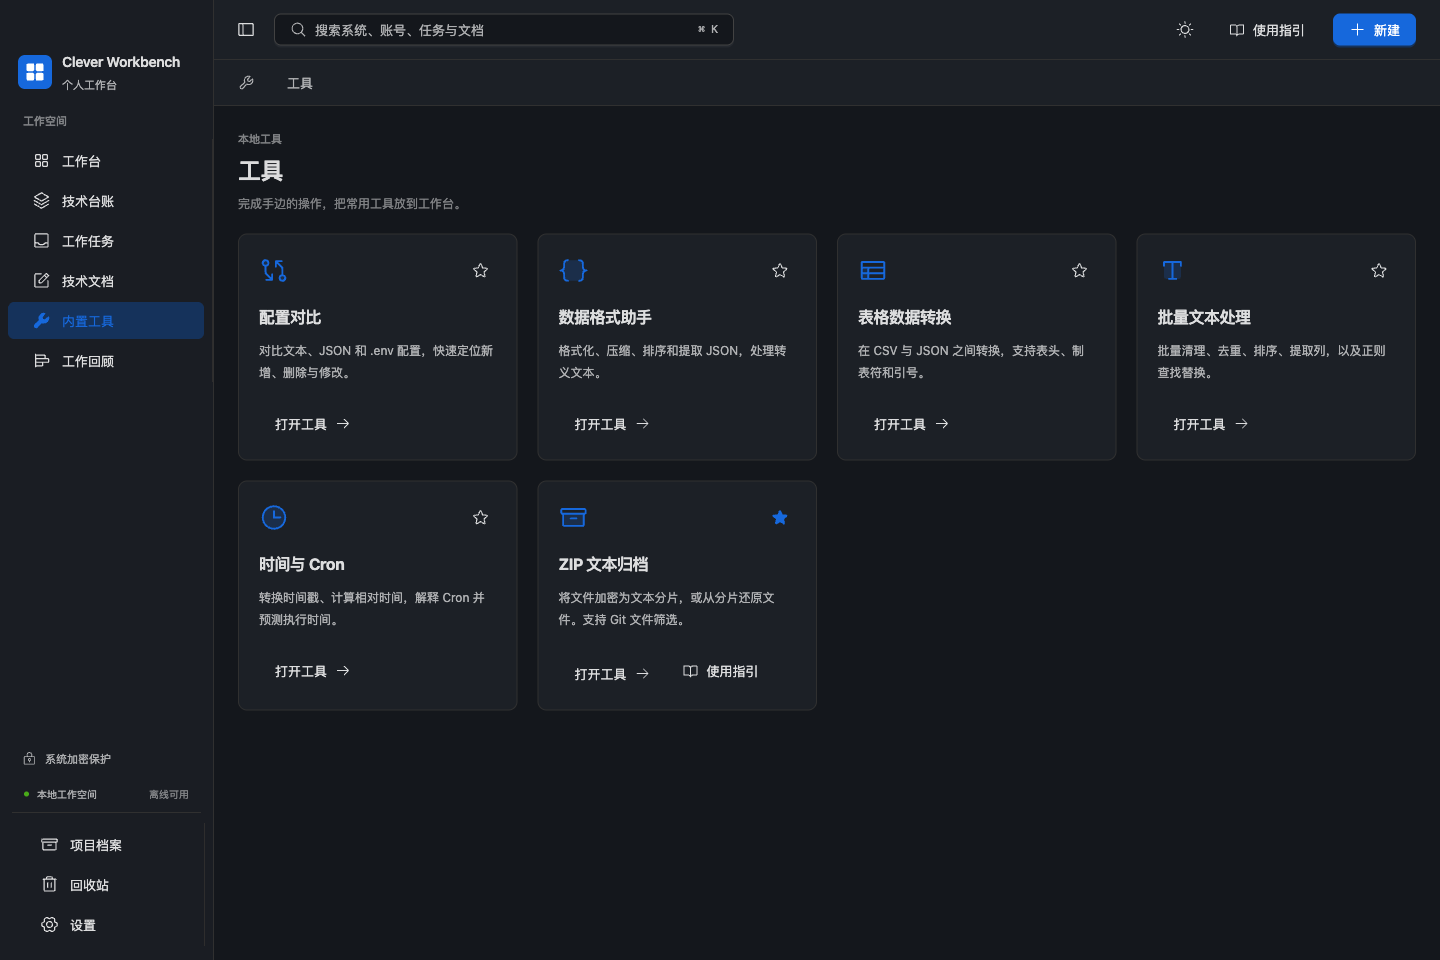 Clever Workbench
个人工作台
工作空间
工作台
技术台账
工作任务
技术文档
内置工具
工作回顾
系统加密保护
本地工作空间 离线可用
项目档案
回收站
设置
搜索系统、账号、任务与文档 ⌘ K
使用指引
新建
工具
本地工具
工具
完成手边的操作，把常用工具放到工作台。
配置对比
对比文本、JSON 和 .env 配置，快速定位新
增、删除与修改。
打开工具
数据格式助手
格式化、压缩、排序和提取 JSON，处理转
义文本。
打开工具
表格数据转换
在 CSV 与 JSON 之间转换，支持表头、制
表符和引号。
打开工具
批量文本处理
批量清理、去重、排序、提取列，以及正则
查找替换。
打开工具
时间与 Cron
转换时间戳、计算相对时间，解释 Cron 并
预测执行时间。
打开工具
ZIP 文本归档
将文件加密为文本分片，或从分片还原文
件。支持 Git 文件筛选。
打开工具
使用指引